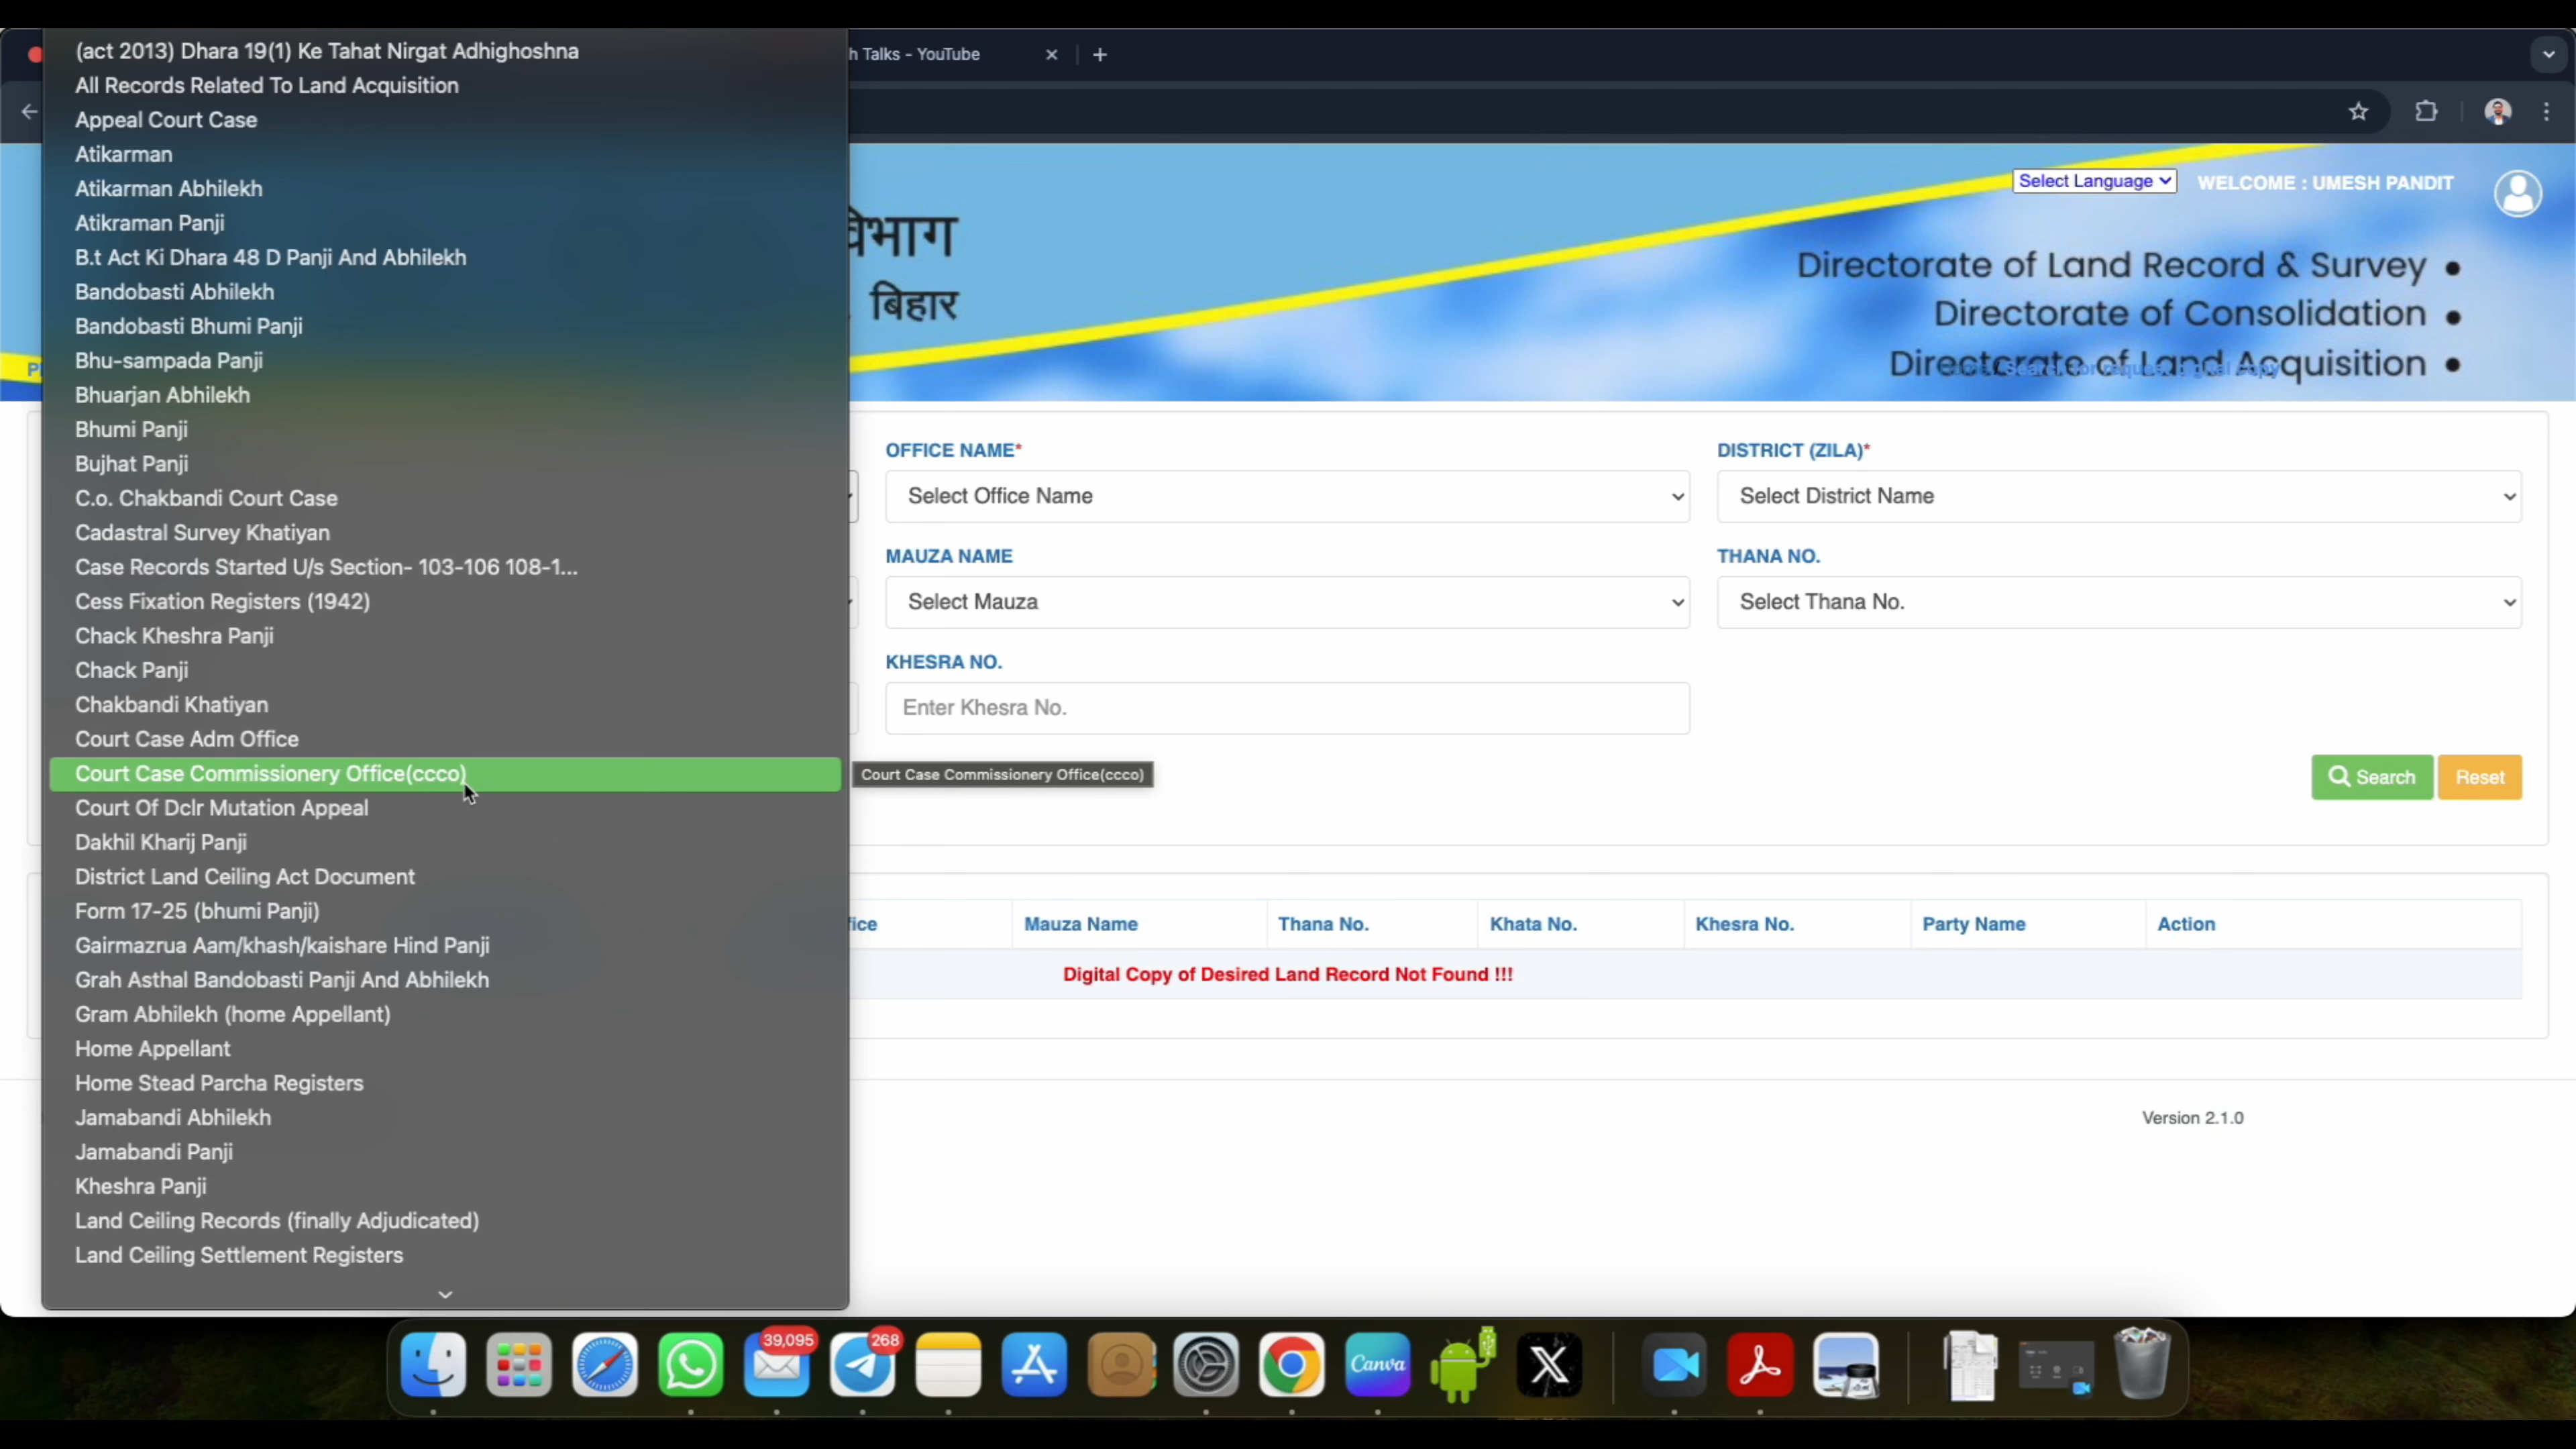 (act 2013) Dhara 19(1) Ke Tahat Nirgat Adhighoshna
All Records Related To Land Acquisition
Appeal Court Case
Atikarman
Atikarman Abhilekh
Atikraman Panji
B.t Act Ki Dhara 48 D Panji And Abhilekh
Bandobasti Abhilekh
Bandobasti Bhumi Panji
Bhu-sampada Panji
Bhuarjan Abhilekh
Bhumi Panji
Bujhat Panji
C.o. Chakbandi Court Case
Cadastral Survey Khatiyan
Case Records Started U/s Section- 103-106 108-1...
Cess Fixation Registers (1942)
Chack Kheshra Panji
Chack Panji
Chakbandi Khatiyan
Court Case Adm Office
Court Case Commissionery Office(ccco)
Court Of Dclr Mutation Appeal
Dakhil Kharij Panji
District Land Ceiling Act Document
Form 17-25 (bhumi Panji)
Gairmazrua Aam/khash/kaishare Hind Panji
Grah Asthal Bandobasti Panji And Abhilekh
Gram Abhilekh (home Appellant)
Home Appellant
Home Stead Parcha Registers
Jamabandi Abhilekh
Jamabandi Panji
Kheshra Panji
Land Ceiling Records (finally Adjudicated)
Land Ceiling Settlement Registers
h Talks - YouTube
Select Language
WELCOME : UMESH PANDIT
विभाग
बिहार
Directorate of Land Record & Survey
Directorate of Consolidation
Directorate of Land Acquisition
Search for request digital copy
OFFICE NAME*
DISTRICT (ZILA)*
Select Office Name
Select District Name
MAUZA NAME
THANA NO.
Select Mauza
Select Thana No.
KHESRA NO.
Enter Khesra No.
Court Case Commissionery Office(ccco)
Search
Reset
fice
Mauza Name
Thana No.
Khata No.
Khesra No.
Party Name
Action
Digital Copy of Desired Land Record Not Found !!!
Version 2.1.0
39,095
268
Canva